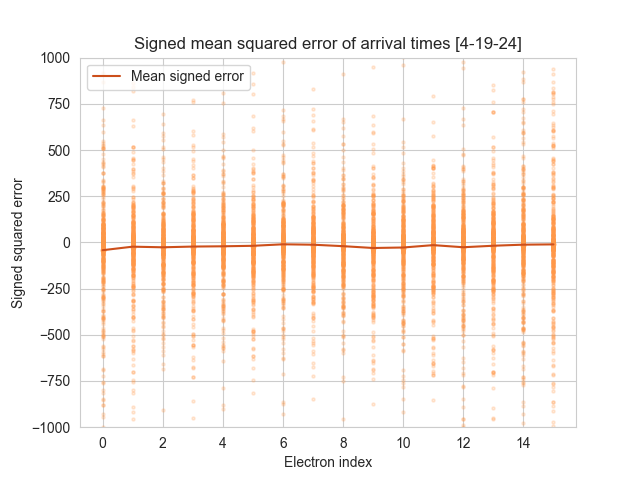 Signed mean squared error of arrival times [4-19-24]
Mean signed error
Signed squared error
1000
750
500
250
0
−250
−500
−750
−1000
0 2 4 6 8 10 12 14
Electron index